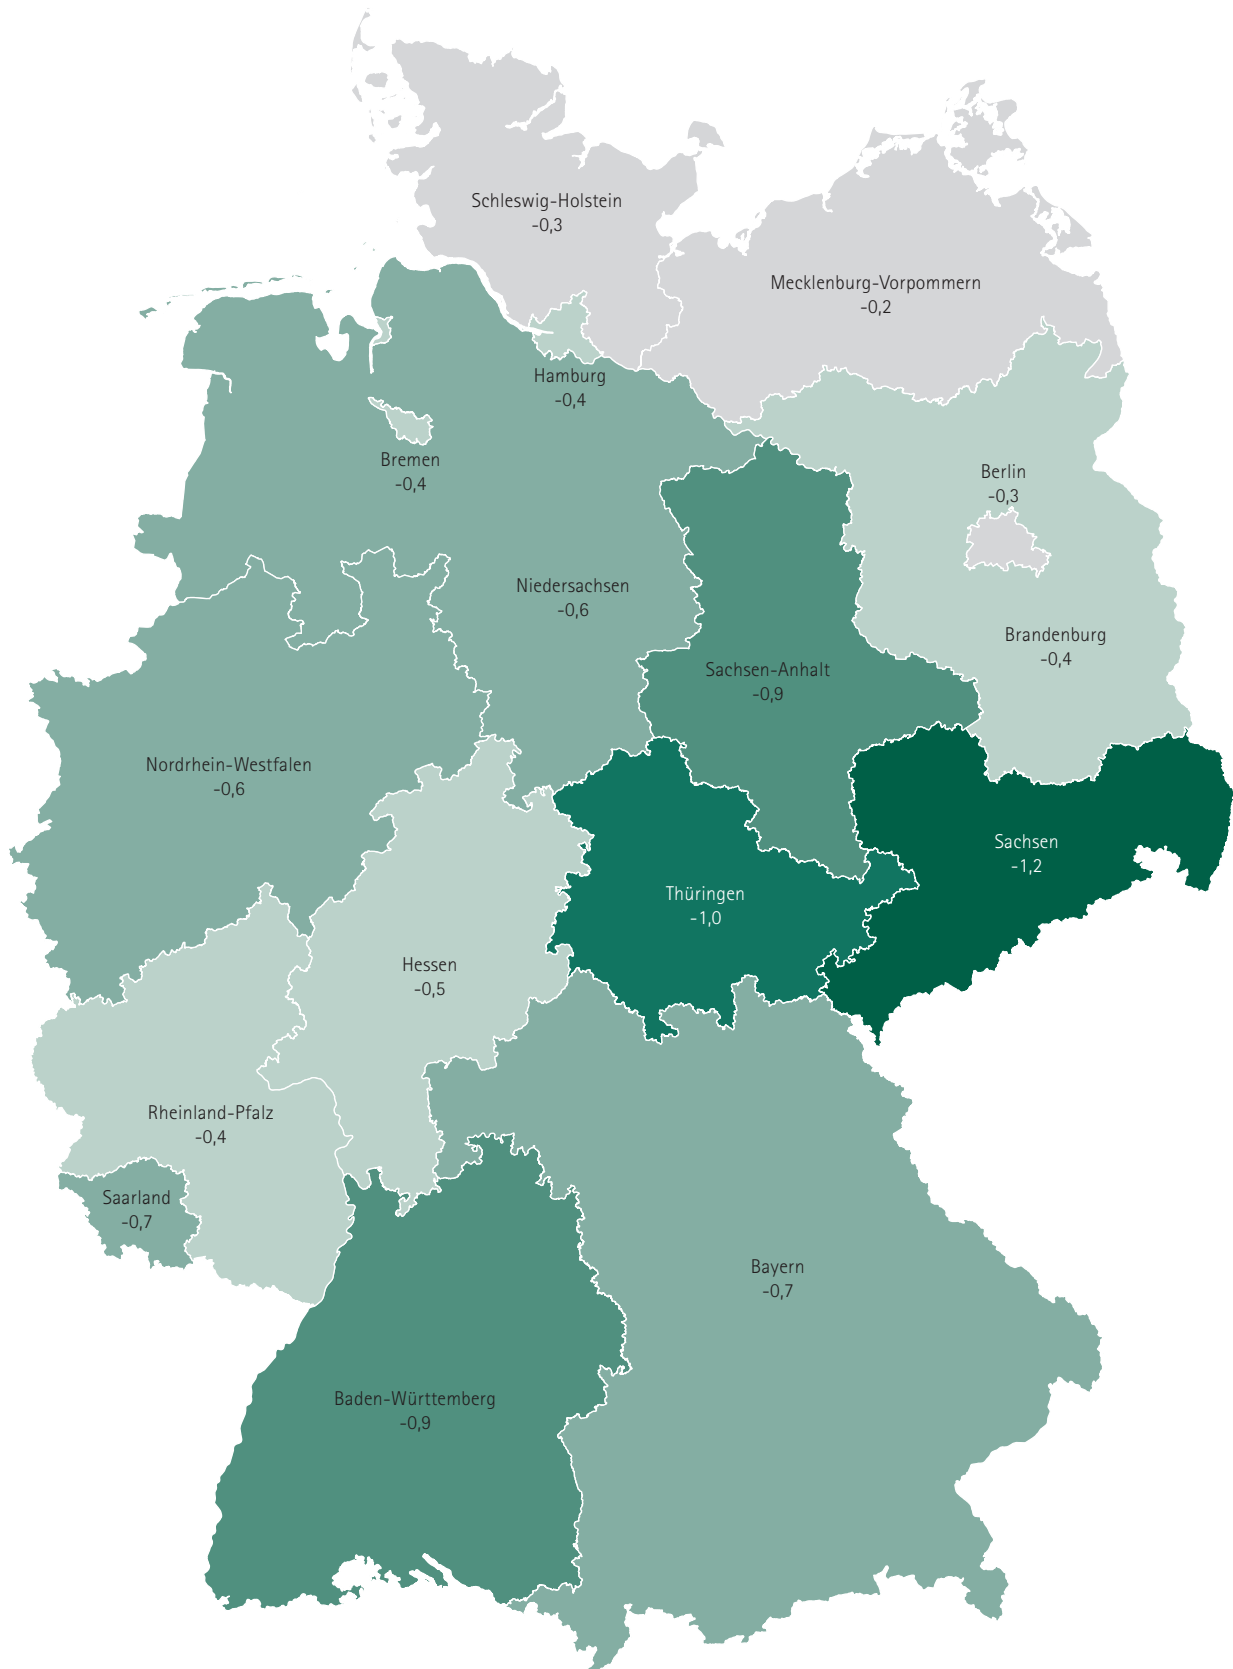 Schleswig-Holstein
-0,3
Mecklenburg-Vorpommern
-0,2
Hamburg
-0,4
Bremen
-0,4
Berlin
-0,3
Niedersachsen
-0,6
Brandenburg
-0,4
Sachsen-Anhalt
-0,9
Nordrhein-Westfalen
-0,6
Sachsen
-1,2
Thüringen
-1,0
Hessen
-0,5
Rheinland-Pfalz
-0,4
Saarland
-0,7
Bayern
-0,7
Baden-Württemberg
-0,9